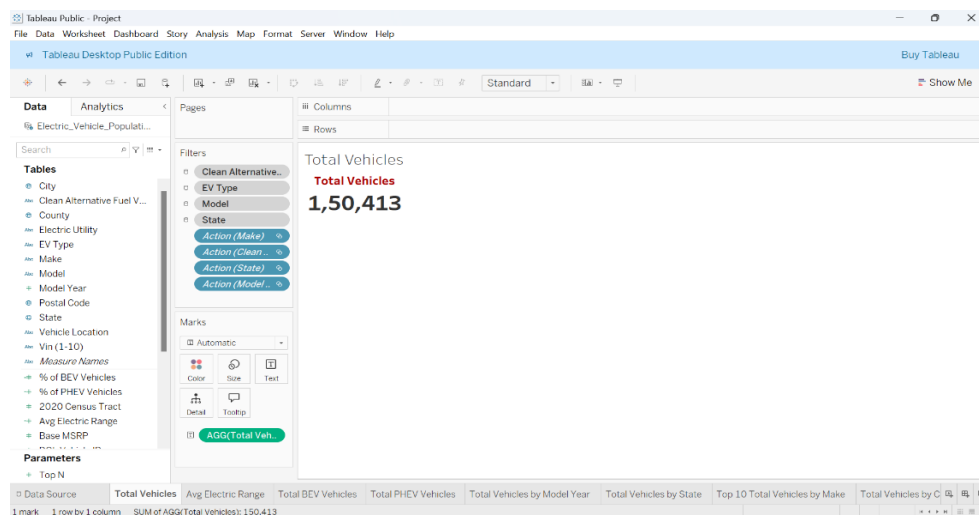 Tableau Public - Project
File Data Worksheet Dashboard Story Analysis Map Format Server Window Help
Tableau Desktop Public Edition
Buy Tableau
Standard
Show Me
Data
Analytics
Pages
Columns
Electric_Vehicle_Populati...
Rows
Search
Filters
Total Vehicles
Tables
Clean Alternative..
Total Vehicles
City
EV Type
1,50,413
Clean Alternative Fuel V...
Model
County
State
Electric Utility
Action (Make)
EV Type
Action (Clean ..
Make
Action (State)
Model
Action (Model ..
Model Year
Postal Code
State
Marks
Vehicle Location
Automatic
Vin (1-10)
Measure Names
Color Size Text
% of BEV Vehicles
% of PHEV Vehicles
2020 Census Tract
Detail Tooltip
Avg Electric Range
Base MSRP
AGG(Total Veh..
Parameters
Top N
Data Source Total Vehicles Avg Electric Range Total BEV Vehicles Total PHEV Vehicles Total Vehicles by Model Year Total Vehicles by State Top 10 Total Vehicles by Make Total Vehicles by C
1 mark 1 row by 1 column SUM of AGG(Total Vehicles): 150,413